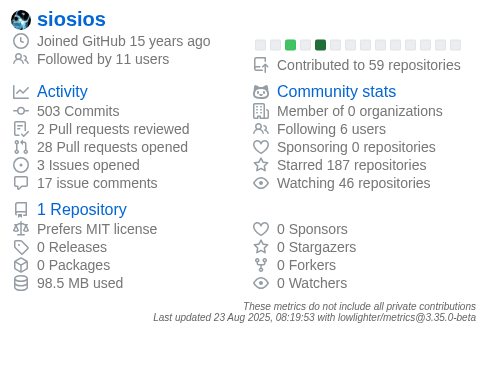 siosios
Joined GitHub 15 years ago
Followed by 11 users
Contributed to 59 repositories
Activity
503 Commits
2 Pull requests reviewed
28 Pull requests opened
3 Issues opened
17 issue comments
Community stats
Member of 0 organizations
Following 6 users
Sponsoring 0 repositories
Starred 187 repositories
Watching 46 repositories
1 Repository
Prefers MIT license
0 Releases
0 Packages
98.5 MB used
0 Sponsors
0 Stargazers
0 Forkers
0 Watchers
These metrics do not include all private contributions
Last updated 23 Aug 2025, 08:19:53 with lowlighter/metrics@3.35.0-beta